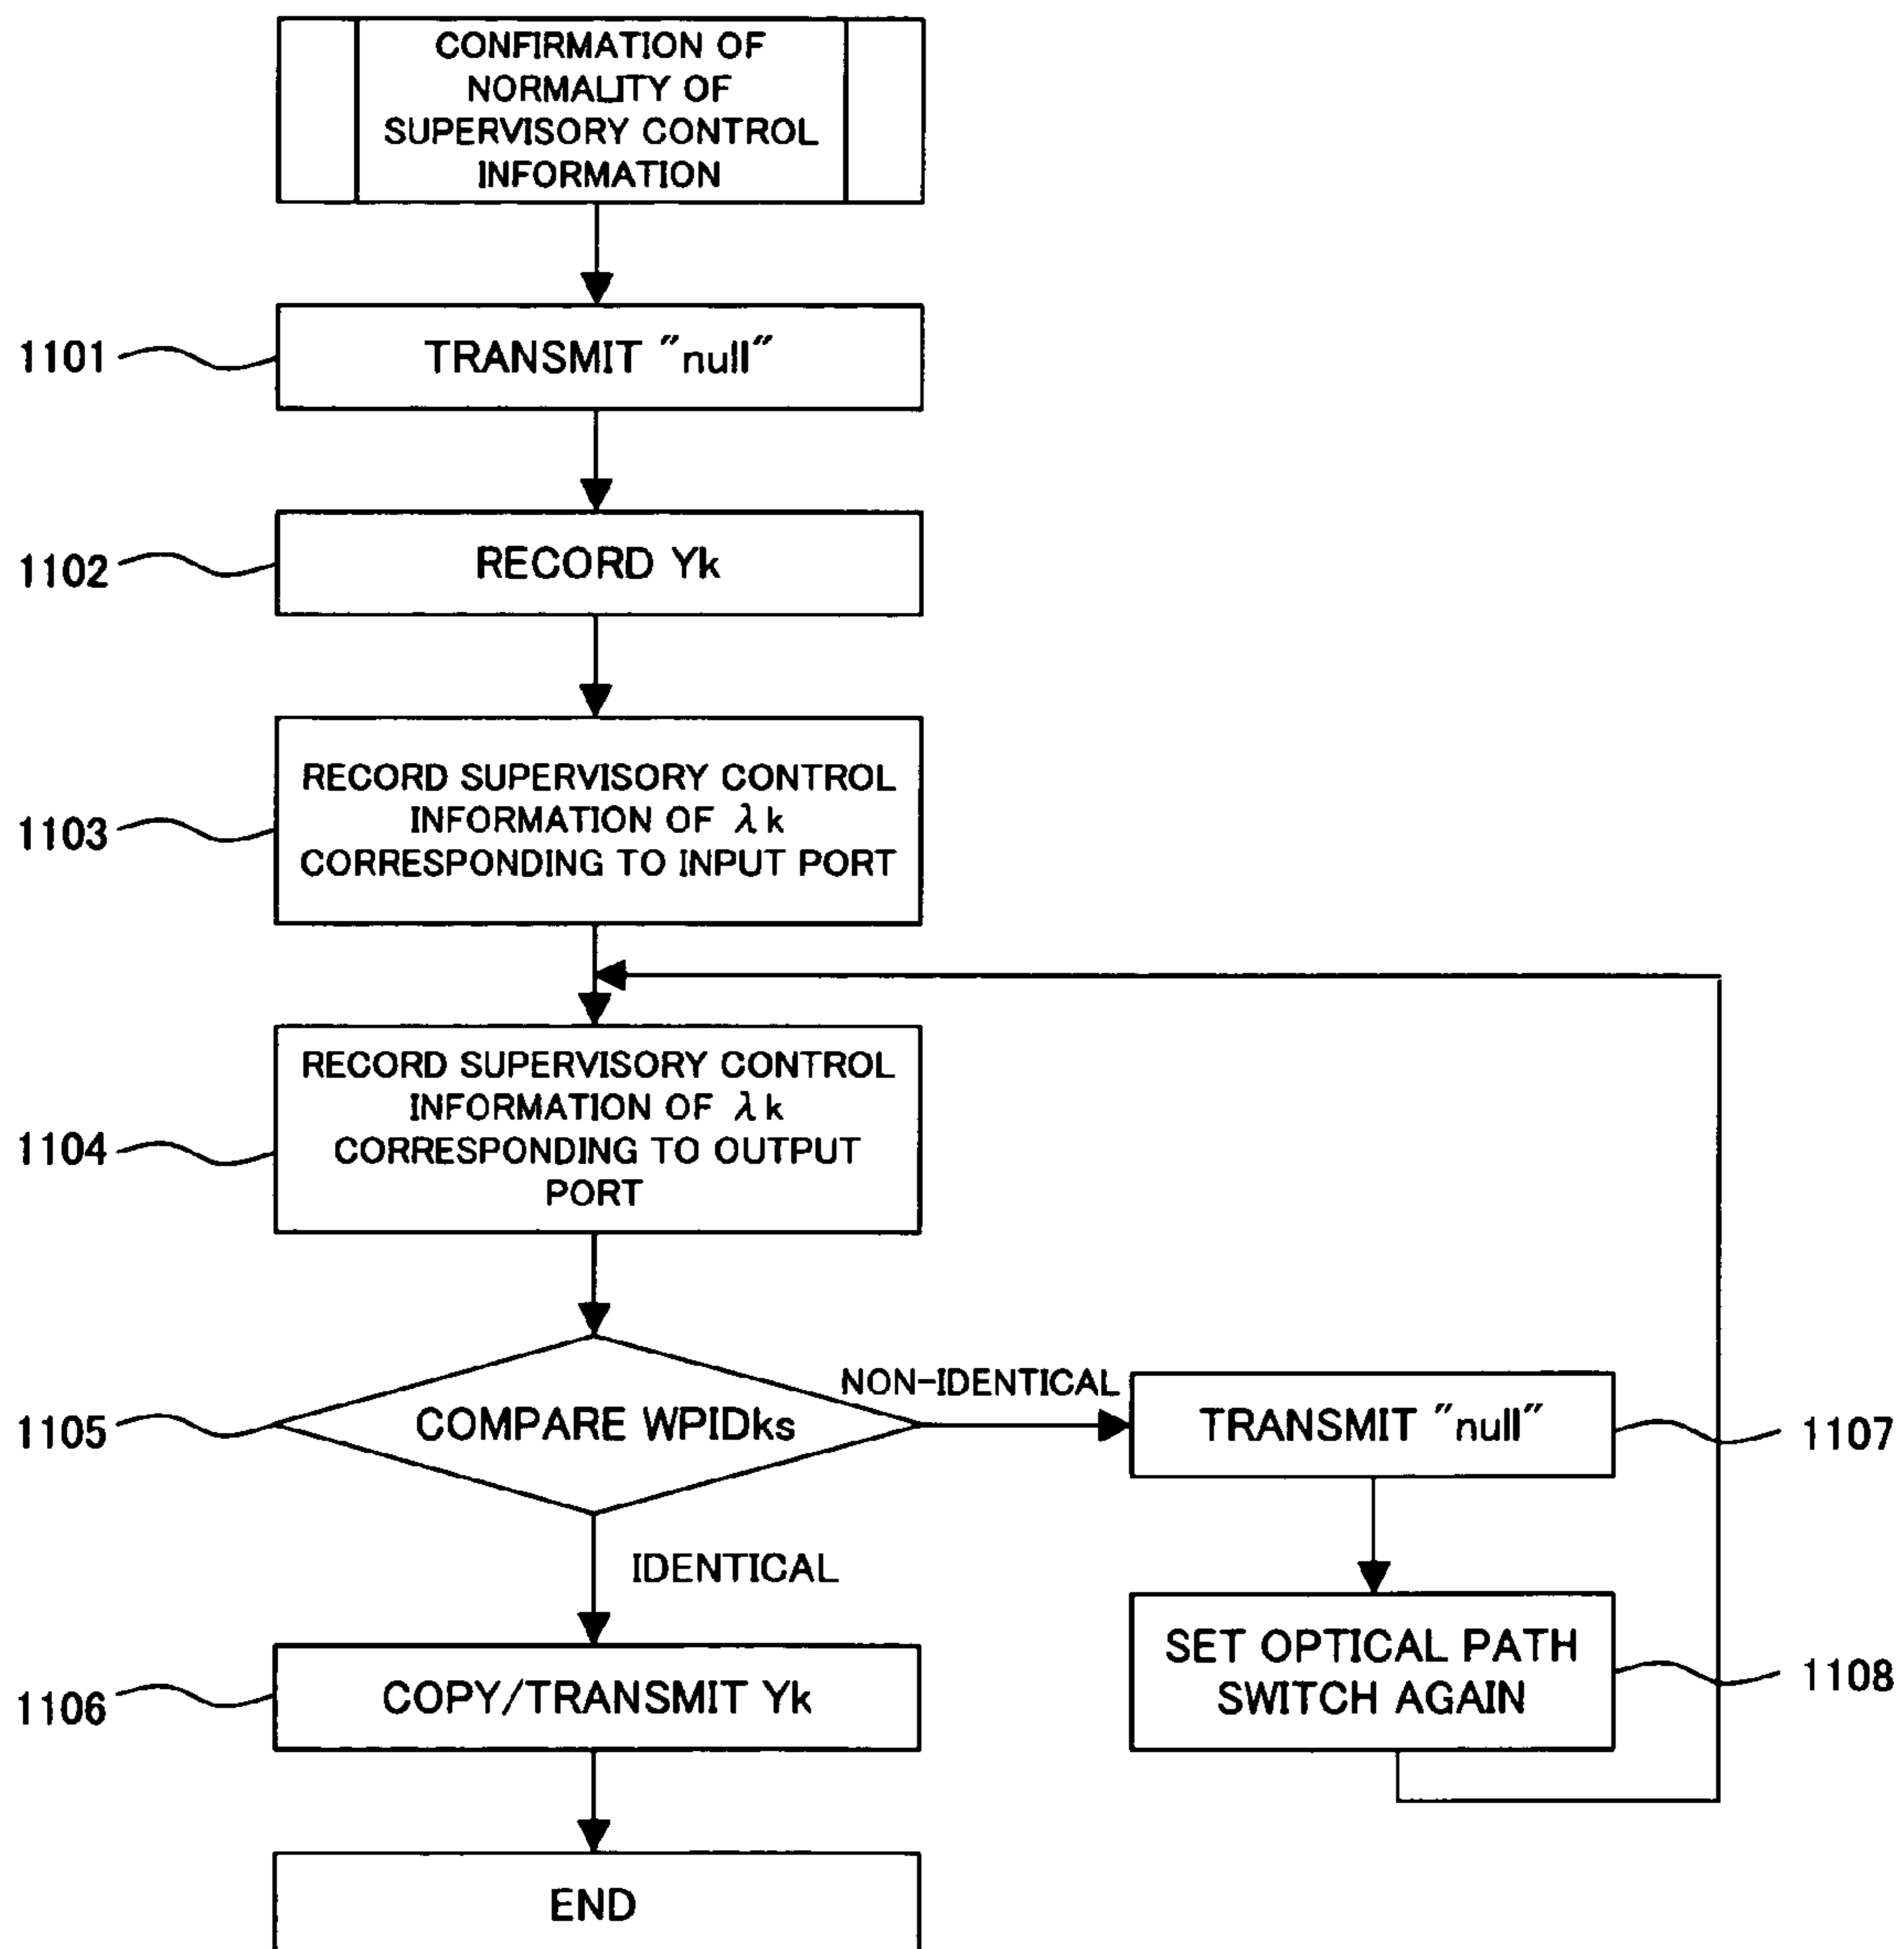 CONFIRMATION OF
NORMALITY OF
SUPERVISORY CONTROL
INFORMATION
1101
TRANSMIT "null"
1102
RECORD Yk
1103
RECORD SUPERVISORY CONTROL
INFORMATION OF λk
CORRESPONDING TO INPUT PORT
1104
RECORD SUPERVISORY CONTROL
INFORMATION OF λk
CORRESPONDING TO OUTPUT
PORT
1105
COMPARE WPIDks
NON-IDENTICAL
TRANSMIT "null"
1107
IDENTICAL
SET OPTICAL PATH
SWITCH AGAIN
1108
1106
COPY/TRANSMIT Yk
END